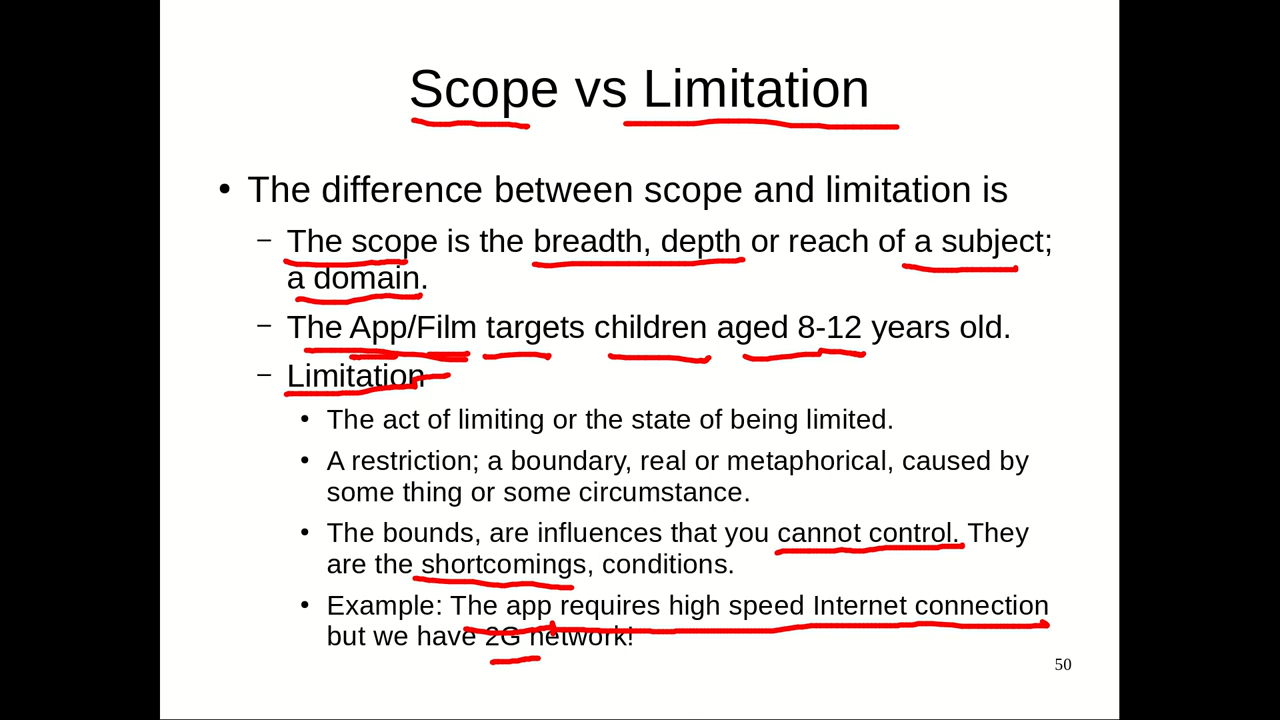 Scope vs Limitation
• The difference between scope and limitation is
– The scope is the breadth, depth or reach of a subject;
a domain.
– The App/Film targets children aged 8-12 years old.
– Limitation
• The act of limiting or the state of being limited.
• A restriction; a boundary, real or metaphorical, caused by
some thing or some circumstance.
• The bounds, are influences that you cannot control. They
are the shortcomings, conditions.
• Example: The app requires high speed Internet connection
but we have 2G network!
50